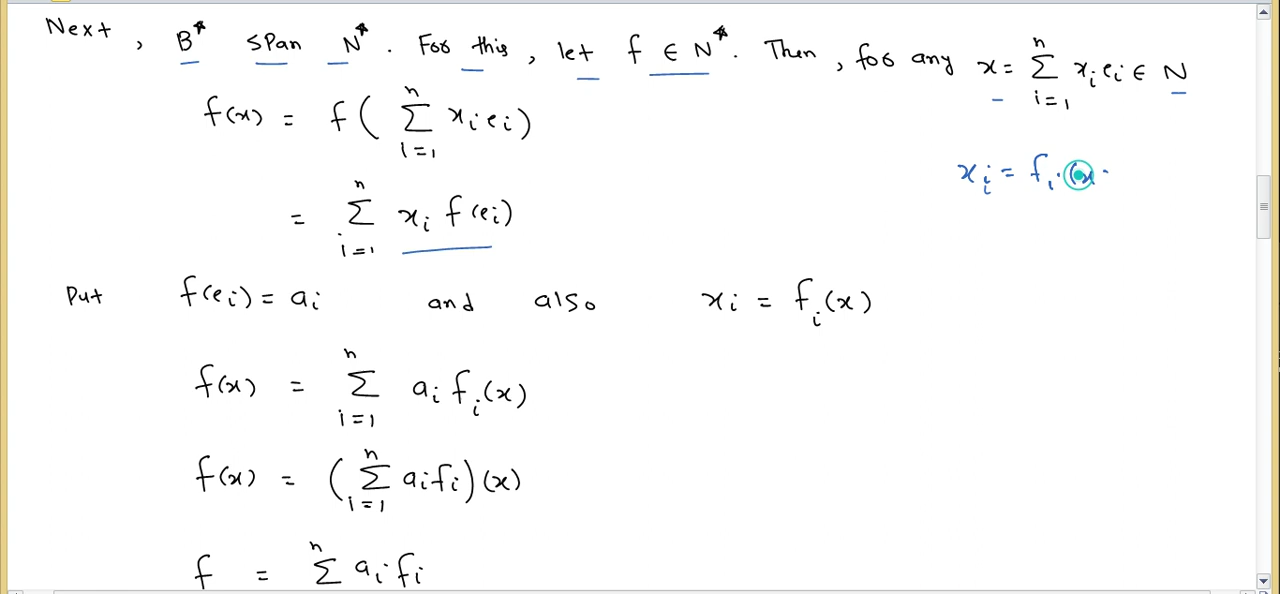 Next, B* span N*. For this, let f ∈ N*. Then, for any x = Σ_{i=1}^{n} x_i e_i ∈ N
f(x) = f( Σ_{i=1}^{n} x_i e_i)
x_i = f_i.(x.
= Σ_{i=1}^{n} x_i f(e_i)
Put f(e_i) = a_i and also x_i = f_i(x)
f(x) = Σ_{i=1}^{n} a_i f_i(x)
f(x) = ( Σ_{i=1}^{n} a_i f_i)(x)
f = Σ^{n} a_i f_i